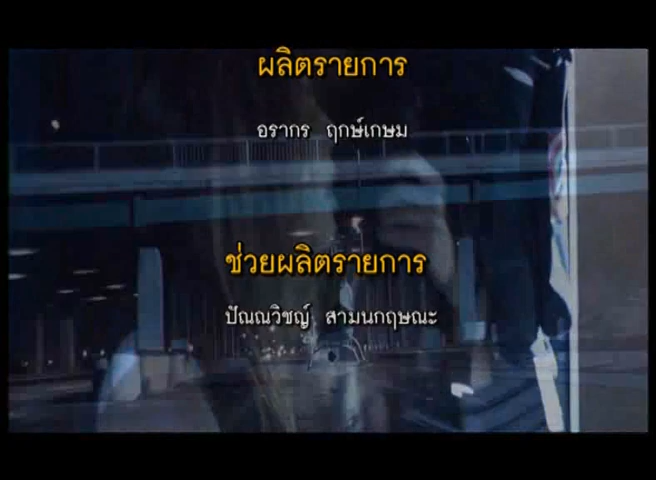 ผลิตรายการ
อรากร ฤกษ์เกษม
ช่วยผลิตรายการ
ปัณณวิชญ์ สามนกฤษณะ